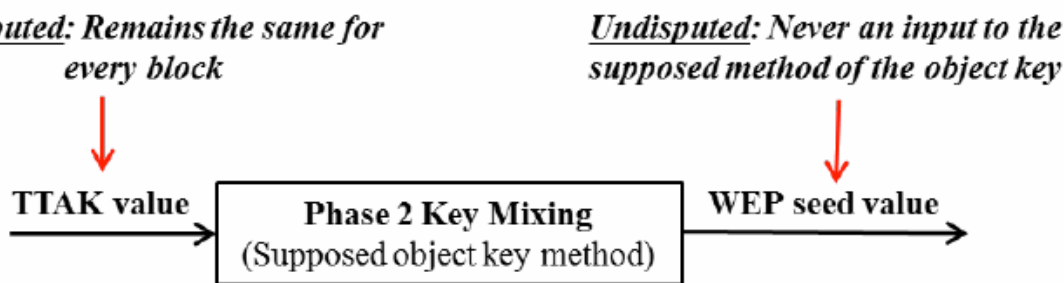 puted: Remains the same for
every block
Undisputed: Never an input to the
supposed method of the object key
TTAK value
Phase 2 Key Mixing
(Supposed object key method)
WEP seed value